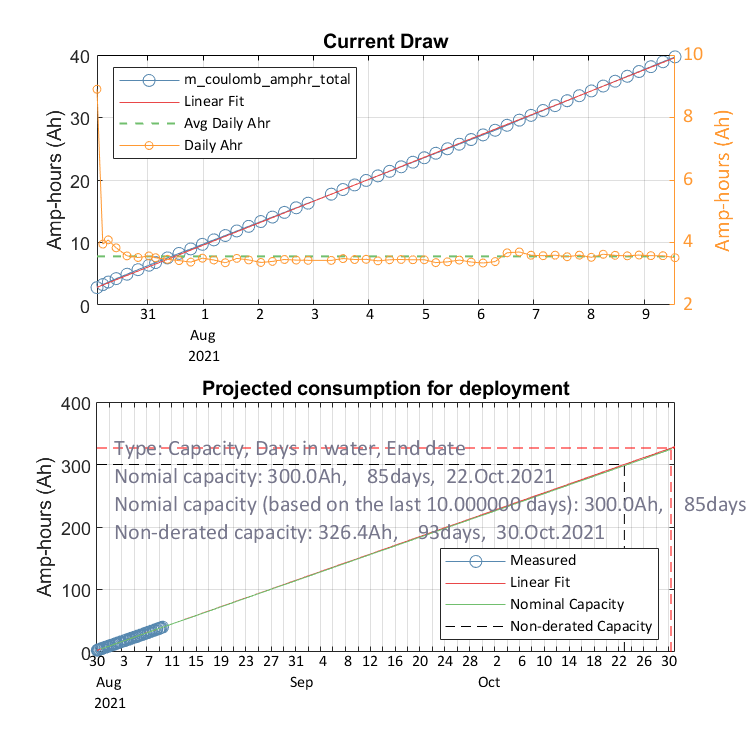 Current Draw
40
30
20
10
0
Amp-hours (Ah)
m_coulomb_amphr_total
Linear Fit
Avg Daily Ahr
Daily Ahr
10
8
6
4
2
Amp-hours (Ah)
31 1 2 3 4 5 6 7 8 9
Aug
2021
Projected consumption for deployment
400
300
200
100
0
Amp-hours (Ah)
Type: Capacity, Days in water, End date
Nomial capacity: 300.0Ah, 85days, 22.Oct.2021
Nomial capacity (based on the last 10.000000 days): 300.0Ah, 85days
Non-derated capacity: 326.4Ah, 93days, 30.Oct.2021
Measured
Linear Fit
Nominal Capacity
Non-derated Capacity
30 3 7 11 15 19 23 27 31 4 8 12 16 20 24 28 2 6 10 14 18 22 26 30
Aug Sep Oct
2021